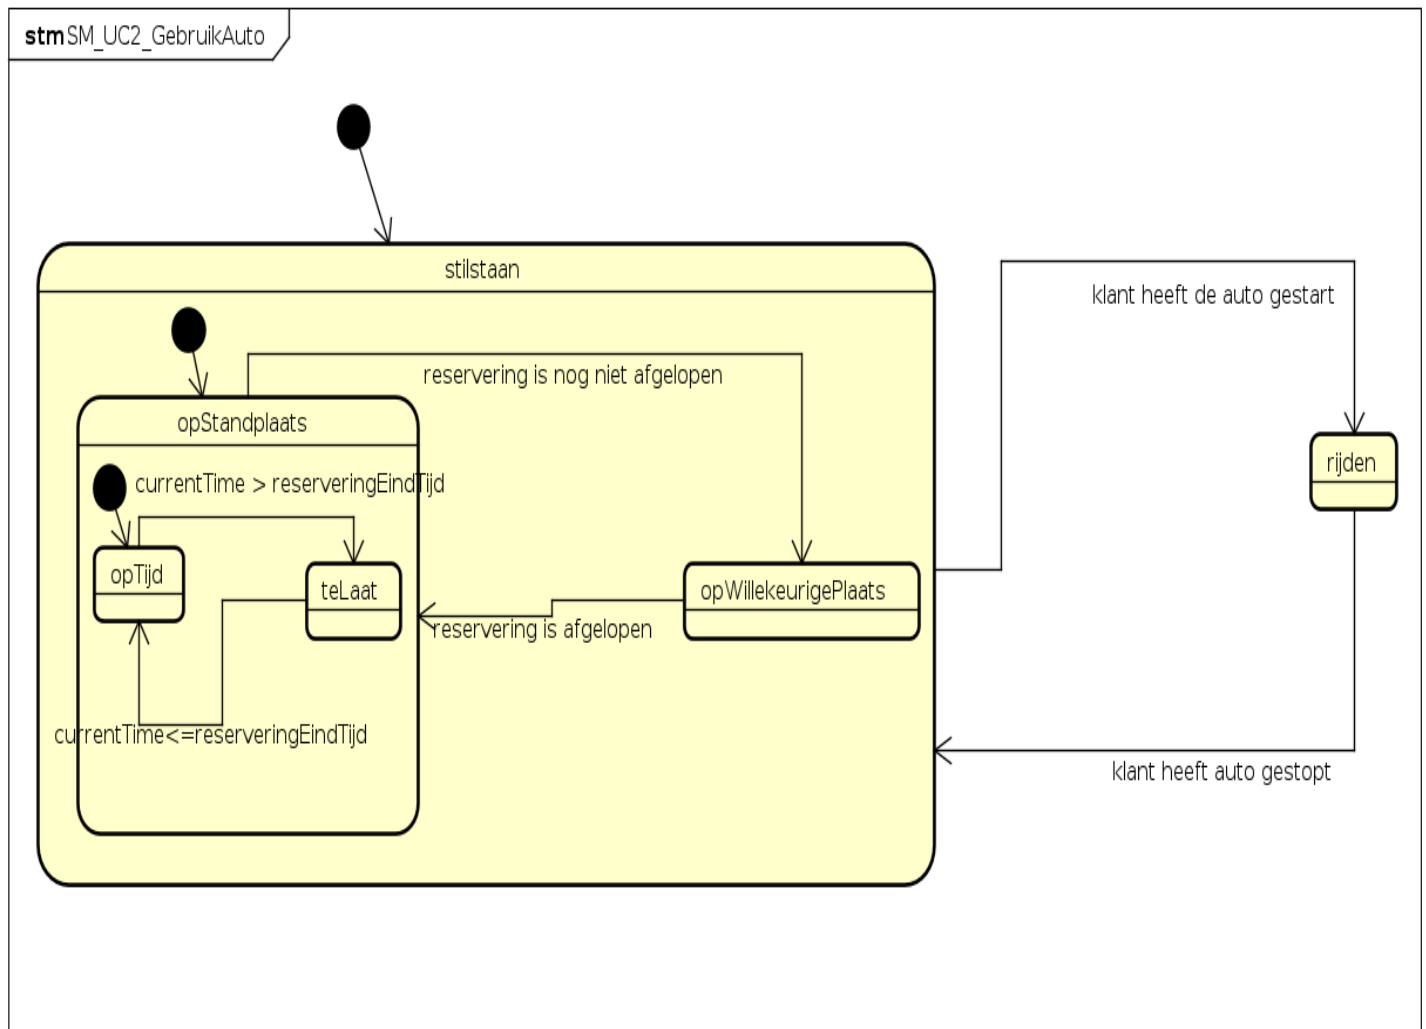 stm SM_UC2_GebruikAuto
stilstaan
klant heeft de auto gestart
reservering is nog niet afgelopen
opStandplaats
rijden
currentTime > reserveringEindTijd
opTijd
teLaat
opWillekeurigePlaats
reservering is afgelopen
currentTime<=reserveringEindTijd
klant heeft auto gestopt